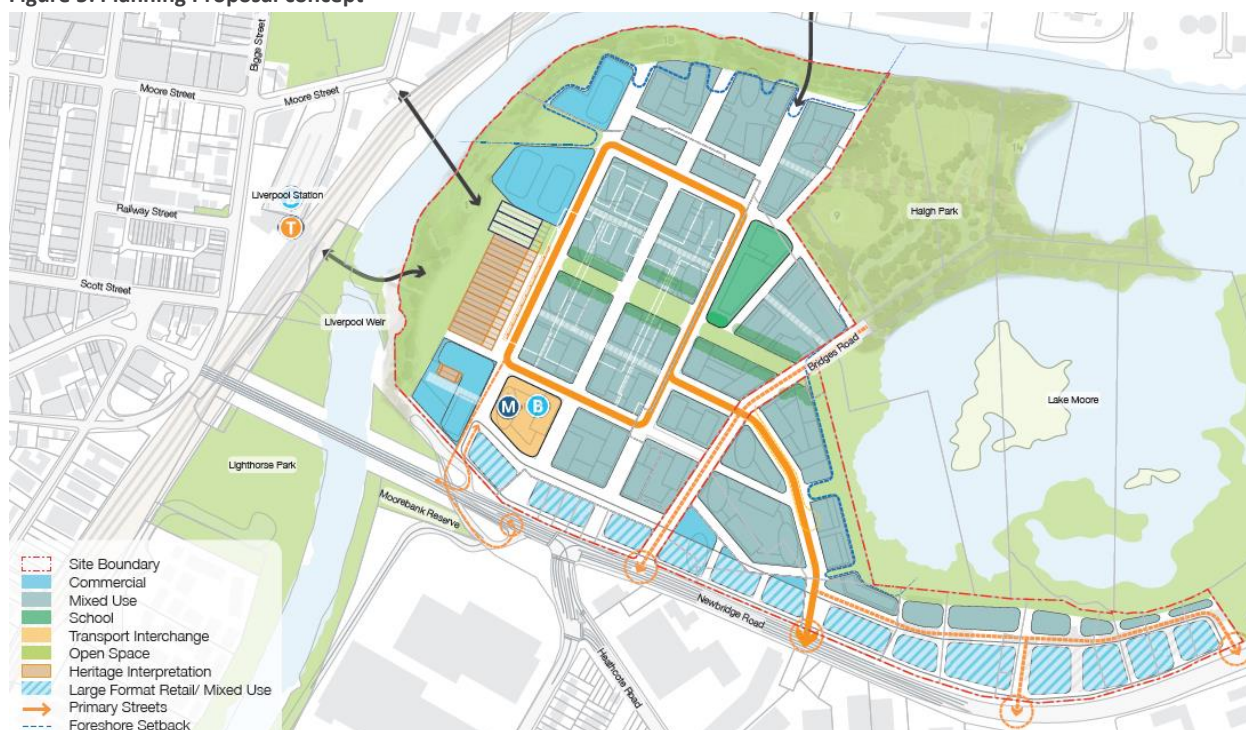 Figure 3: Planning Proposal concept
Bigge Street
Moore Street
Moore Street
Liverpool Station
T
Railway Street
Scott Street
Liverpool Weir
Haigh Park
Bridges Road
Lake Moore
M
B
Lighthorse Park
Moorebank Reserve
Newbridge Road
Heathcote Road
Site Boundary
Commercial
Mixed Use
School
Transport Interchange
Open Space
Heritage Interpretation
Large Format Retail/ Mixed Use
Primary Streets
Foreshore Setback